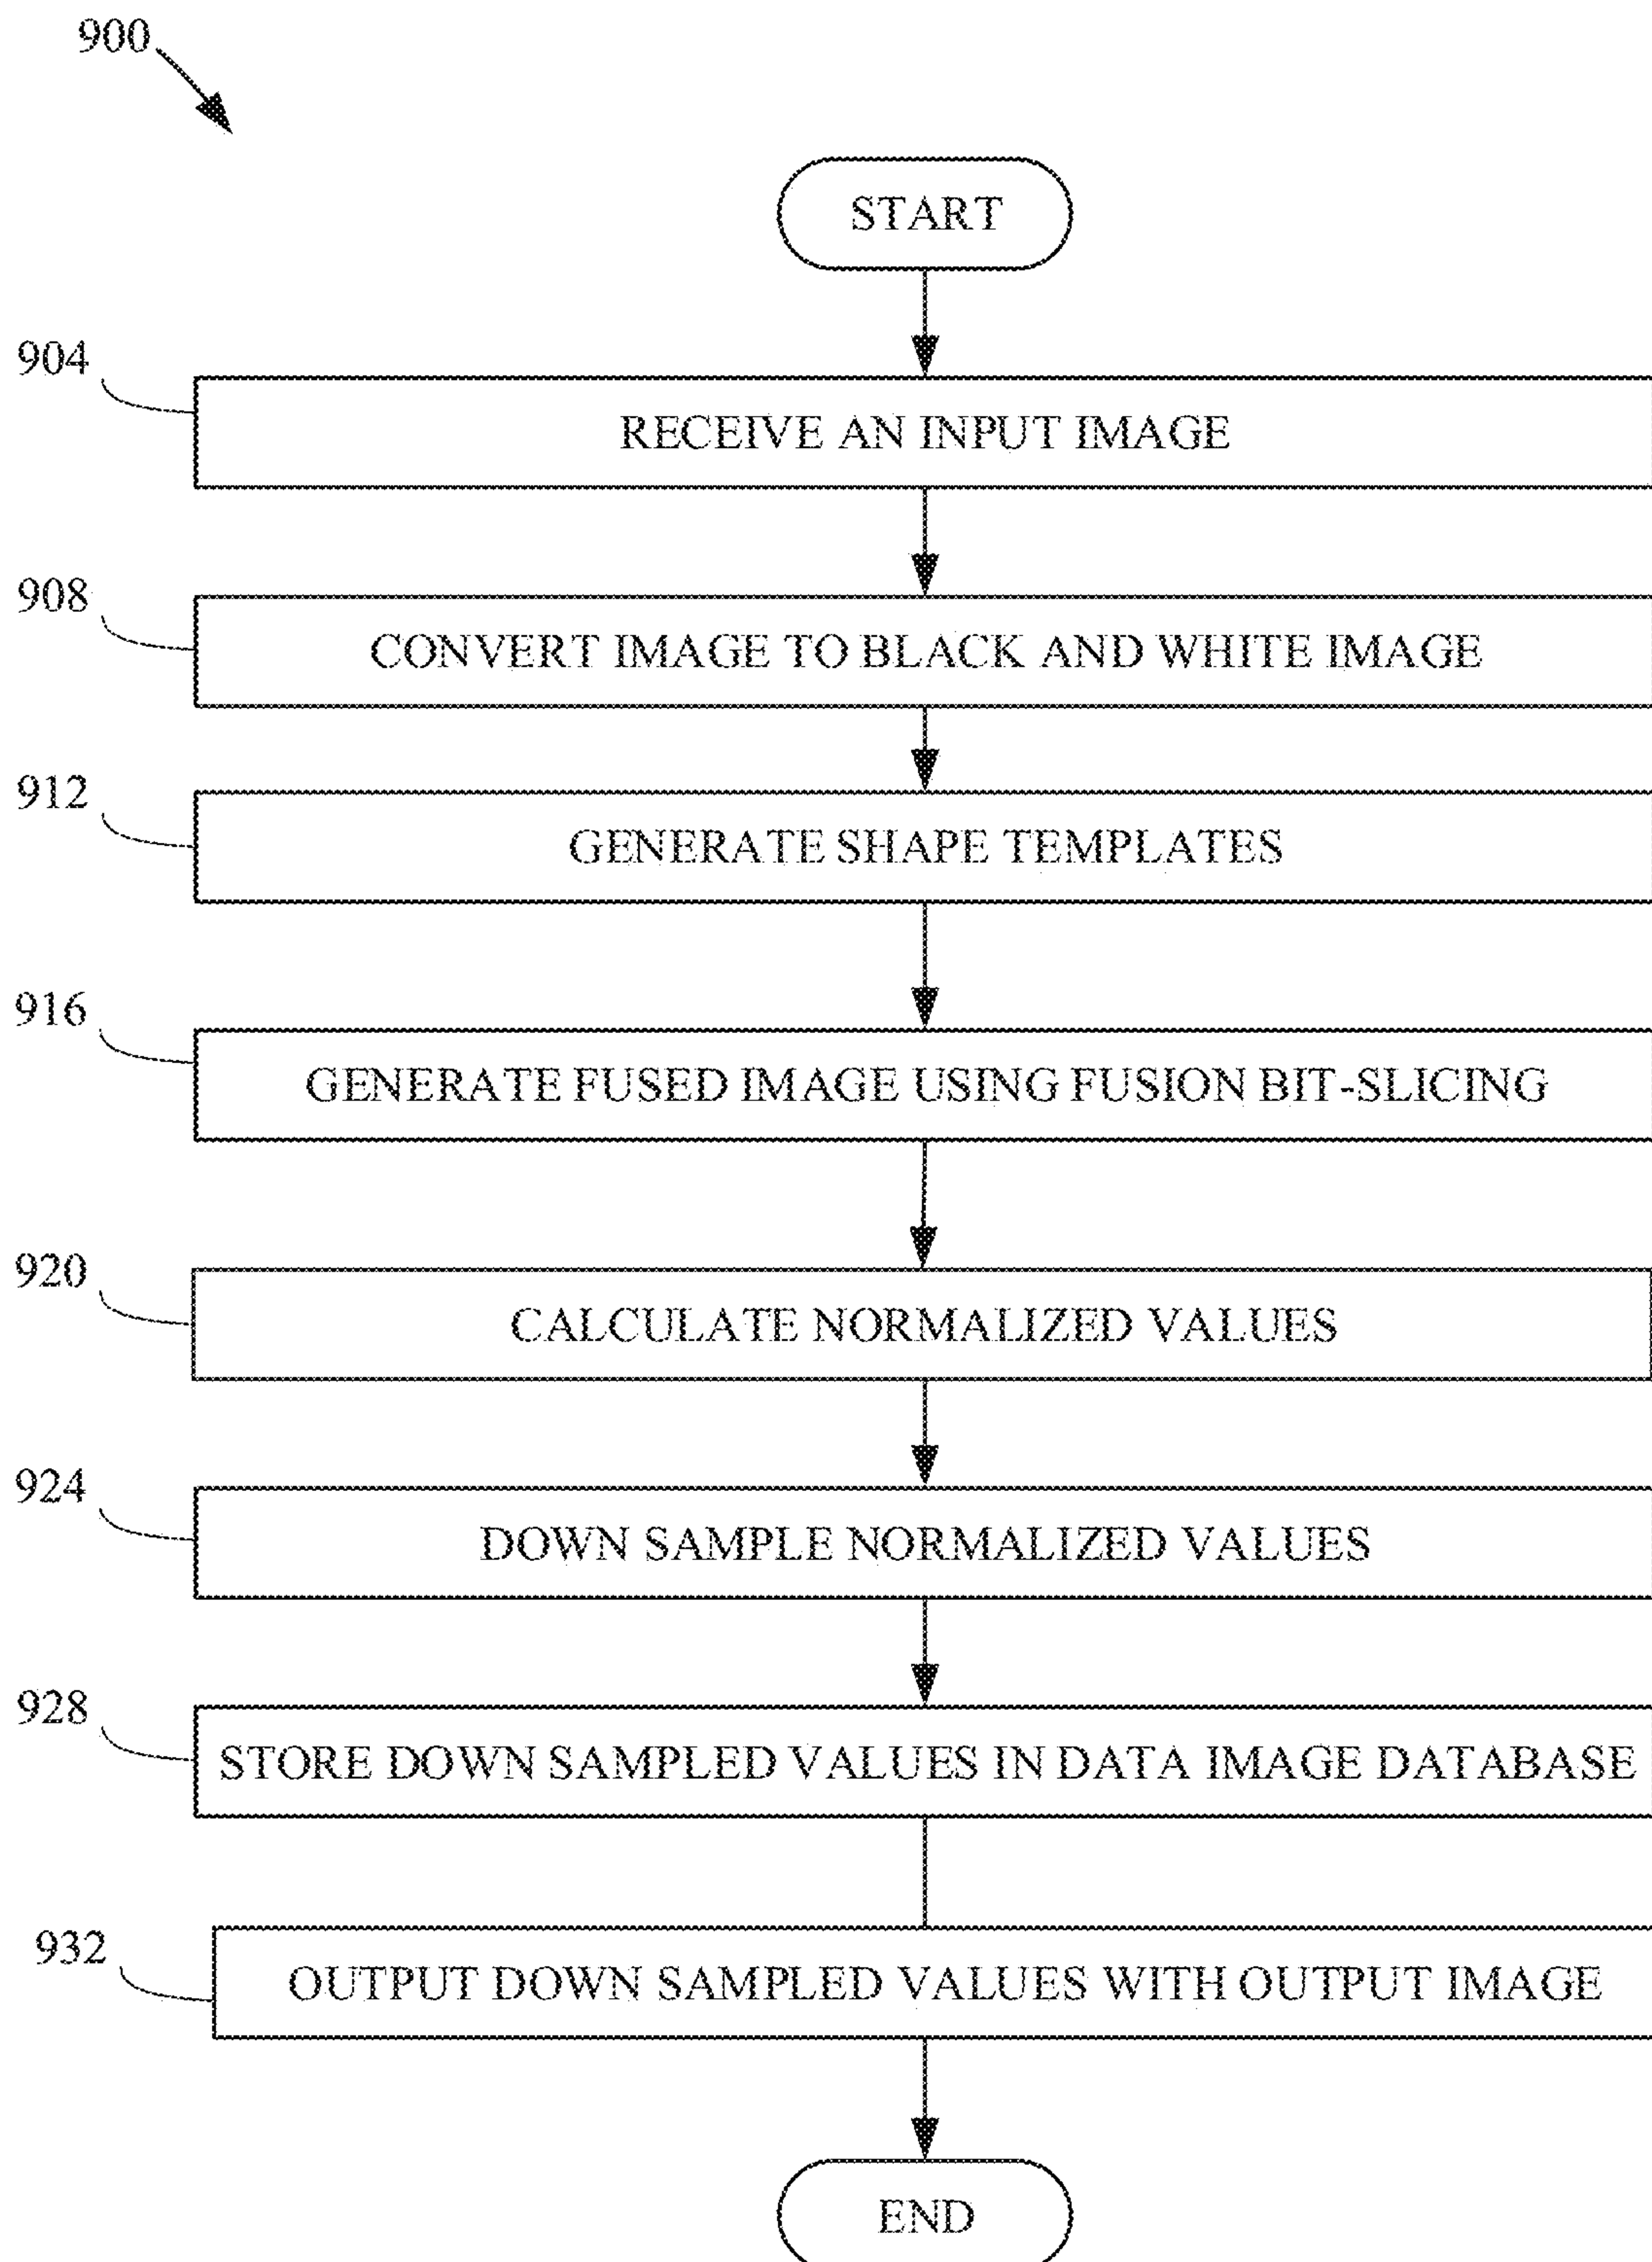 900
START
904
RECEIVE AN INPUT IMAGE
908
CONVERT IMAGE TO BLACK AND WHITE IMAGE
912
GENERATE SHAPE TEMPLATES
916
GENERATE FUSED IMAGE USING FUSION BIT-SLICING
920
CALCULATE NORMALIZED VALUES
924
DOWN SAMPLE NORMALIZED VALUES
928
STORE DOWN SAMPLED VALUES IN DATA IMAGE DATABASE
932
OUTPUT DOWN SAMPLED VALUES WITH OUTPUT IMAGE
END